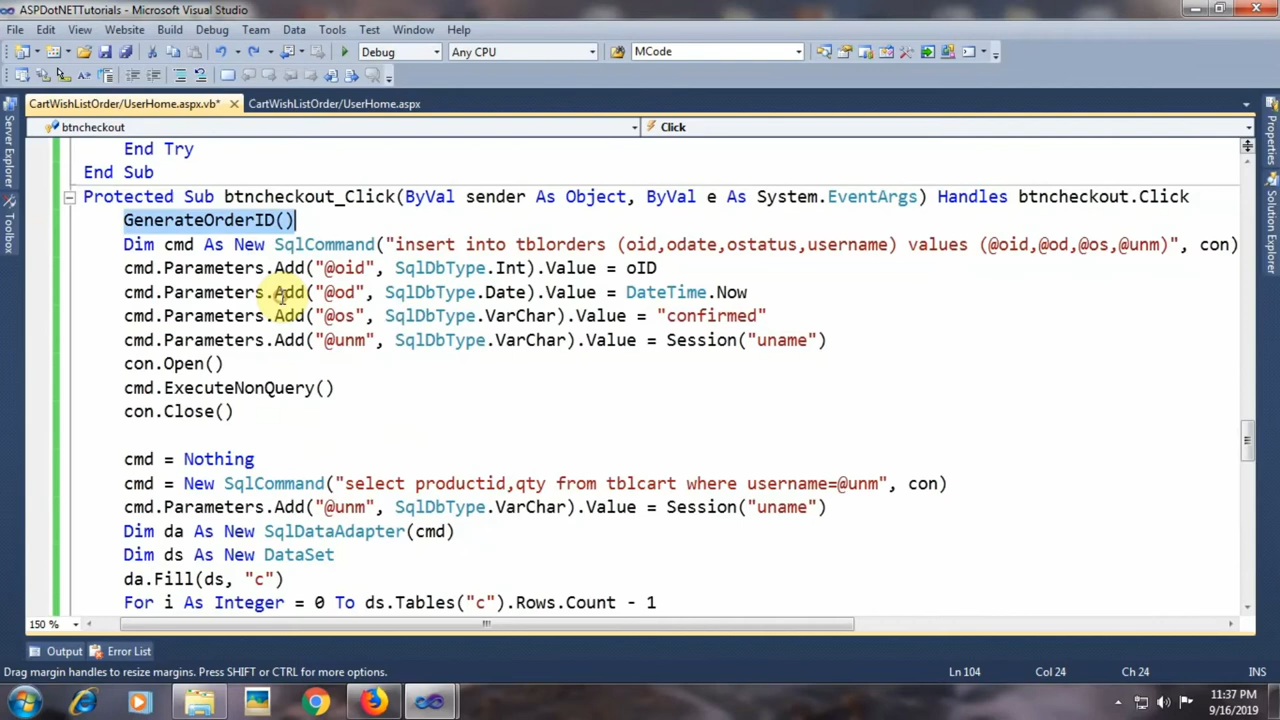 ASPDotNETTutorials - Microsoft Visual Studio
File Edit View Website Build Debug Team Data Tools Test Window Help
Debug Any CPU MCode
CartWishListOrder/UserHome.aspx.vb* CartWishListOrder/UserHome.aspx
btncheckout Click
End Try
End Sub
Protected Sub btncheckout_Click(ByVal sender As Object, ByVal e As System.EventArgs) Handles btncheckout.Click
GenerateOrderID()
Dim cmd As New SqlCommand("insert into tblorders (oid,odate,ostatus,username) values (@oid,@od,@os,@unm)", con)
cmd.Parameters.Add("@oid", SqlDbType.Int).Value = oID
cmd.Parameters.Add("@od", SqlDbType.Date).Value = DateTime.Now
cmd.Parameters.Add("@os", SqlDbType.VarChar).Value = "confirmed"
cmd.Parameters.Add("@unm", SqlDbType.VarChar).Value = Session("uname")
con.Open()
cmd.ExecuteNonQuery()
con.Close()
cmd = Nothing
cmd = New SqlCommand("select productid,qty from tblcart where username=@unm", con)
cmd.Parameters.Add("@unm", SqlDbType.VarChar).Value = Session("uname")
Dim da As New SqlDataAdapter(cmd)
Dim ds As New DataSet
da.Fill(ds, "c")
For i As Integer = 0 To ds.Tables("c").Rows.Count - 1
150 %
Output Error List
Drag margin handles to resize margins. Press SHIFT or CTRL for more options. Ln 104 Col 24 Ch 24 INS
Server Explorer
Toolbox
Properties
Solution Explorer
11:37 PM
9/16/2019